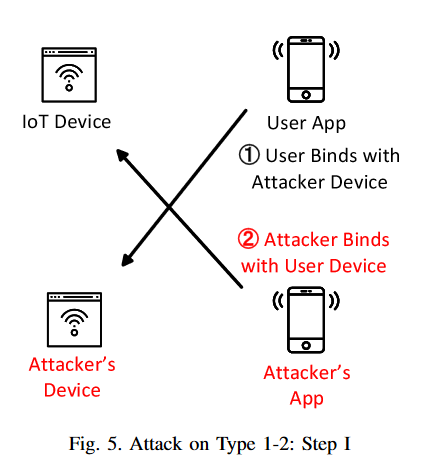 IoT Device
User App
① User Binds with
Attacker Device
② Attacker Binds
with User Device
Attacker's
Device
Attacker's
App
Fig. 5. Attack on Type 1-2: Step I